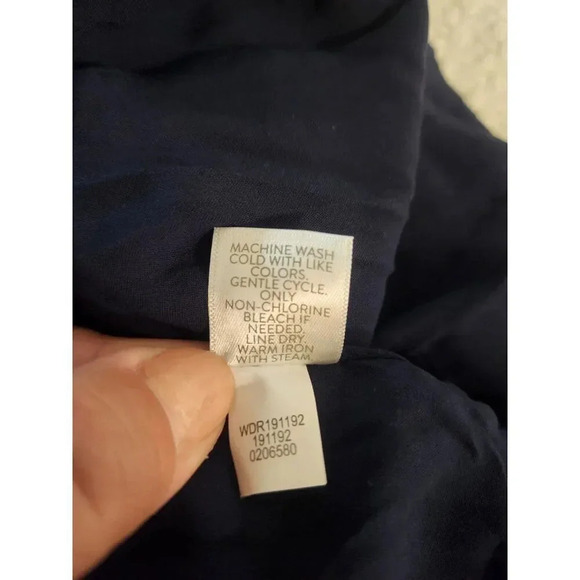 MACHINE WASH
COLD WITH LIKE
COLORS.
GENTLE CYCLE.
ONLY
NON-CHLORINE
BLEACH IF
NEEDED.
LINE DRY.
WARM IRON
WITH STEAM.
WDR191192
191192
0206580